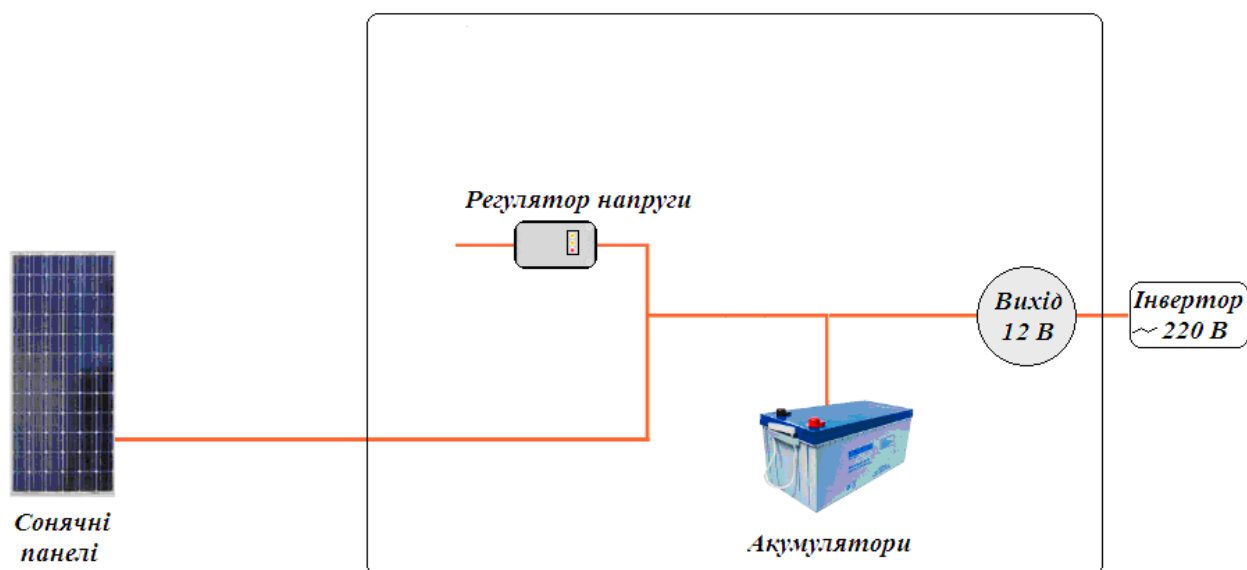 Регулятор напруги
Вихід
12 В
Інвертор
~ 220 В
Сонячні
панелі
Акумулятори